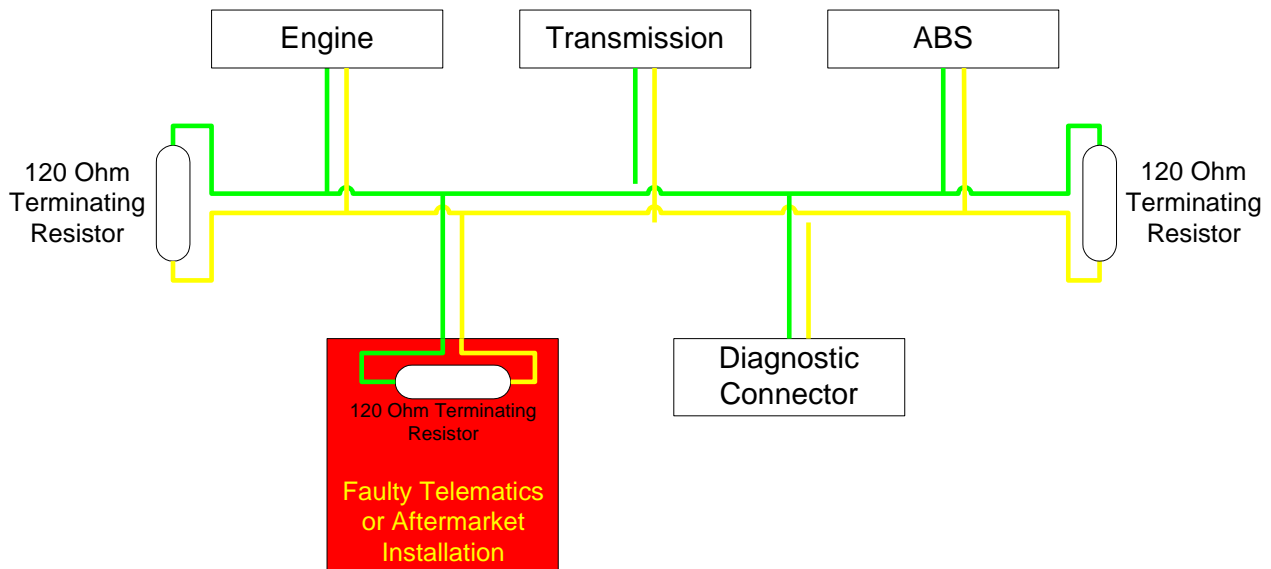 Engine
Transmission
ABS
120 Ohm
Terminating
Resistor
120 Ohm
Terminating
Resistor
120 Ohm Terminating
Resistor
Faulty Telematics
or Aftermarket
Installation
Diagnostic
Connector